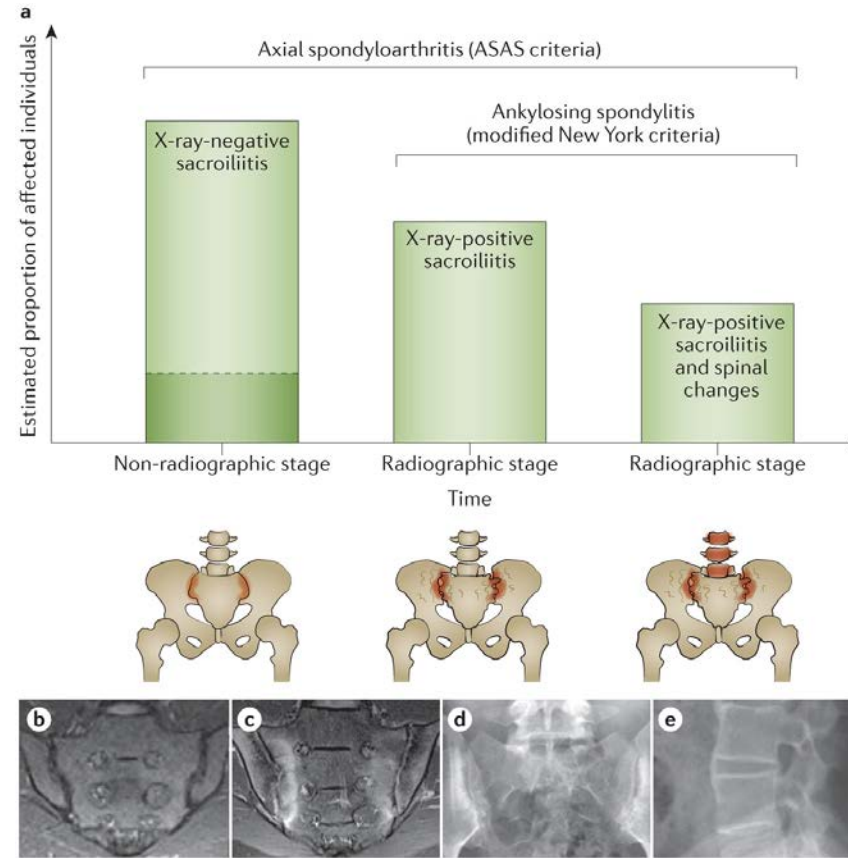 a
Estimated proportion of affected individuals
Axial spondyloarthritis (ASAS criteria)
Ankylosing spondylitis
(modified New York criteria)
X-ray-negative
sacroiliitis
X-ray-positive
sacroiliitis
X-ray-positive
sacroiliitis
and spinal
changes
Non-radiographic stage
Radiographic stage
Radiographic stage
Time
b
c
d
e